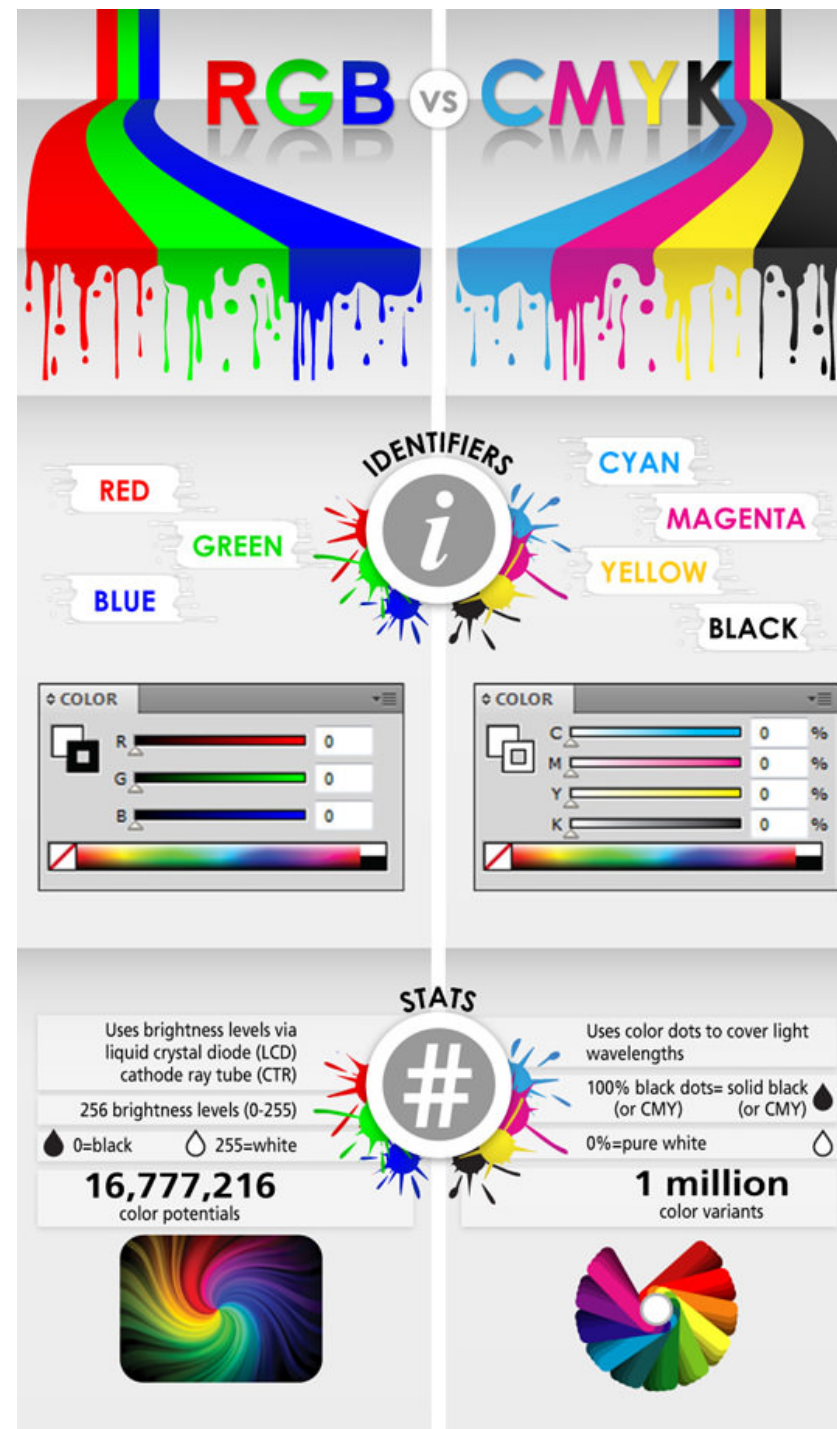 RGB vs CMYK
IDENTIFIERS
i
RED
GREEN
BLUE
CYAN
MAGENTA
YELLOW
BLACK
COLOR
R 0
G 0
B 0
COLOR
C 0 %
M 0 %
Y 0 %
K 0 %
STATS
#
Uses brightness levels via
liquid crystal diode (LCD)
cathode ray tube (CTR)
256 brightness levels (0-255)
0=black 255=white
16,777,216
color potentials
Uses color dots to cover light
wavelengths
100% black dots= solid black
(or CMY) (or CMY)
0%=pure white
1 million
color variants